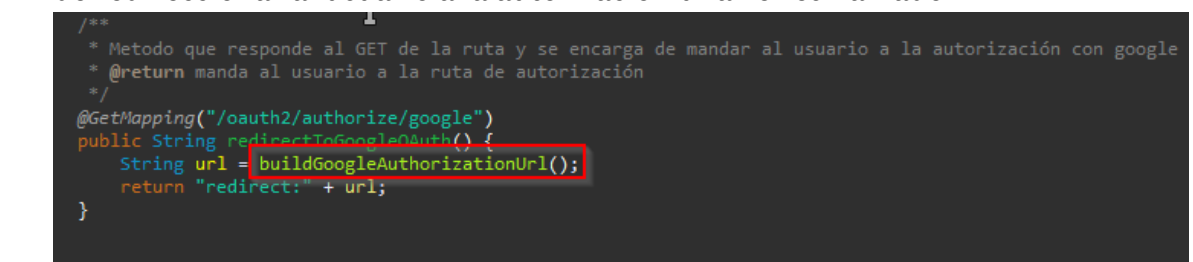 /**
* Metodo que responde al GET de la ruta y se encarga de mandar al usuario a la autorización con google
* @return manda al usuario a la ruta de autorización
*/
@GetMapping("/oauth2/authorize/google")
public String redirectToGoogleOAuth() {
String url = buildGoogleAuthorizationUrl();
return "redirect:" + url;
}